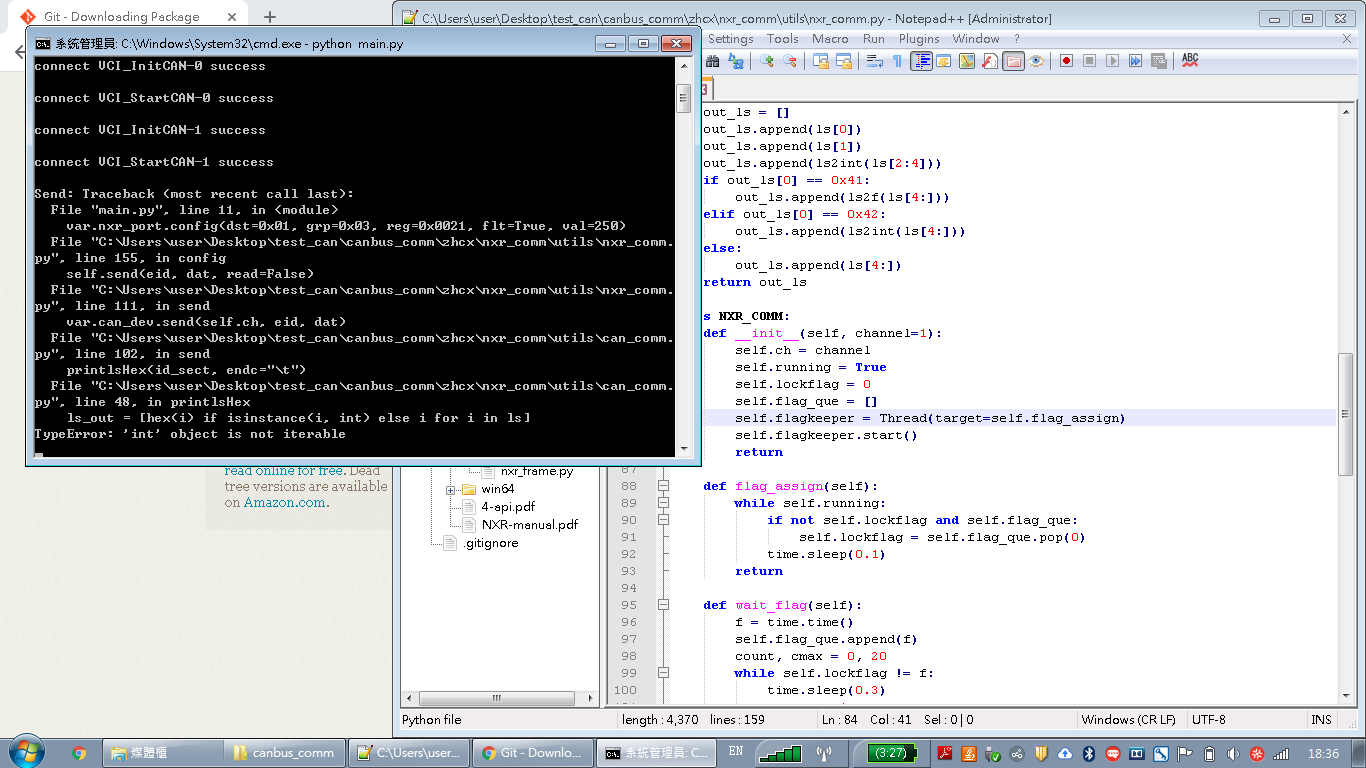 Git - Downloading Package
C:\Users\user\Desktop\test_can\canbus_comm\zhcx\nxr_comm\utils\nxr_comm.py - Notepad++ [Administrator]
Settings Tools Macro Run Plugins Window ?
系統管理員: C:\Windows\System32\cmd.exe - python main.py
connect VCI_InitCAN-0 success
connect VCI_StartCAN-0 success
connect VCI_InitCAN-1 success
connect VCI_StartCAN-1 success
Send: Traceback (most recent call last):
File "main.py", line 11, in <module>
var.nxr_port.config(dst=0x01, grp=0x03, reg=0x0021, flt=True, val=250)
File "C:\Users\user\Desktop\test_can\canbus_comm\zhcx\nxr_comm\utils\nxr_comm.
py", line 155, in config
self.send(eid, dat, read=False)
File "C:\Users\user\Desktop\test_can\canbus_comm\zhcx\nxr_comm\utils\nxr_comm.
py", line 111, in send
var.can_dev.send(self.ch, eid, dat)
File "C:\Users\user\Desktop\test_can\canbus_comm\zhcx\nxr_comm\utils\can_comm.
py", line 102, in send
printlsHex(id_sect, endc="\t")
File "C:\Users\user\Desktop\test_can\canbus_comm\zhcx\nxr_comm\utils\can_comm.
py", line 48, in printlsHex
ls_out = [hex(i) if isinstance(i, int) else i for i in ls]
TypeError: 'int' object is not iterable
ABC
out_ls = []
out_ls.append(ls[0])
out_ls.append(ls[1])
out_ls.append(ls2int(ls[2:4]))
if out_ls[0] == 0x41:
out_ls.append(ls2f(ls[4:]))
elif out_ls[0] == 0x42:
out_ls.append(ls2int(ls[4:]))
else:
out_ls.append(ls[4:])
return out_ls
s NXR_COMM:
def __init__(self, channel=1):
self.ch = channel
self.running = True
self.lockflag = 0
self.flag_que = []
self.flagkeeper = Thread(target=self.flag_assign)
self.flagkeeper.start()
return
87
88 def flag_assign(self):
89 while self.running:
90 if not self.lockflag and self.flag_que:
91 self.lockflag = self.flag_que.pop(0)
92 time.sleep(0.1)
93 return
94
95 def wait_flag(self):
96 f = time.time()
97 self.flag_que.append(f)
98 count, cmax = 0, 20
99 while self.lockflag != f:
100 time.sleep(0.3)
read online for free. Dead
tree versions are available
on Amazon.com.
nxr_frame.py
win64
4-api.pdf
NXR-manual.pdf
.gitignore
Python file length : 4,370 lines : 159 Ln : 84 Col : 41 Sel : 0 | 0 Windows (CR LF) UTF-8 INS
媒體櫃 canbus_comm C:\Users\user... Git - Downlo... 系統管理員: C:... EN (3:27) 18:36